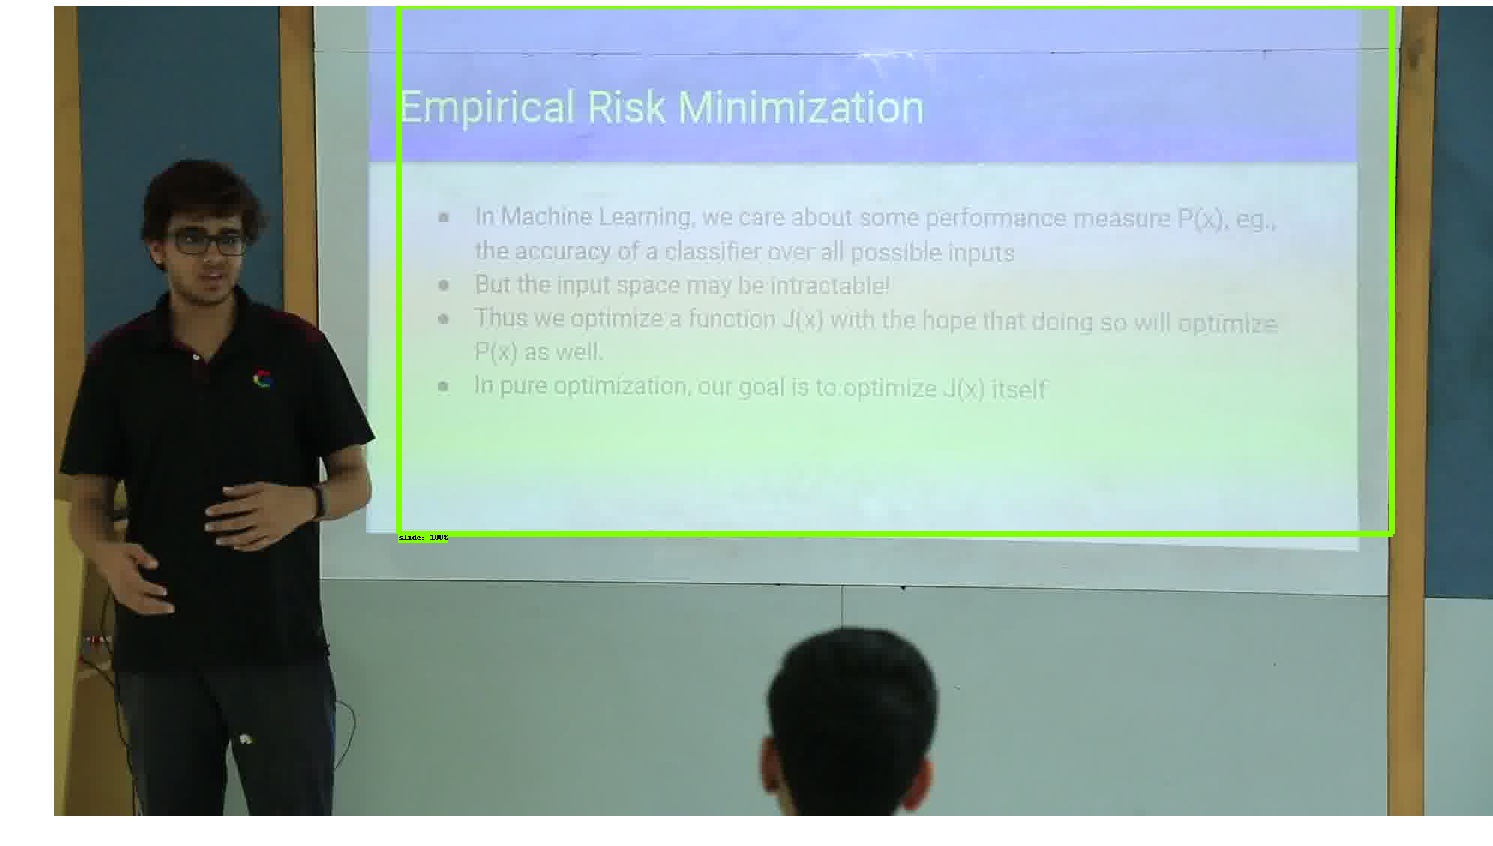 Empirical Risk Minimization
● In Machine Learning, we care about some performance measure P(x), eg.,
the accuracy of a classifier over all possible inputs
● But the input space may be intractable!
● Thus we optimize a function J(x) with the hope that doing so will optimize
P(x) as well.
● In pure optimization, our goal is to optimize J(x) itself
slide: 100%